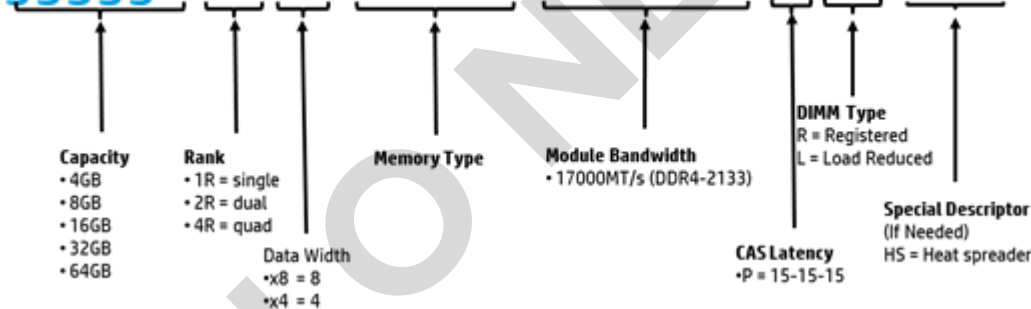 Capacity
• 4GB
• 8GB
• 16GB
• 32GB
• 64GB
Rank
• 1R = single
• 2R = dual
• 4R = quad
Data Width
•x8 = 8
•x4 = 4
Memory Type
Module Bandwidth
• 17000MT/s (DDR4-2133)
CAS Latency
•P = 15-15-15
DIMM Type
R = Registered
L = Load Reduced
Special Descriptor
(If Needed)
HS = Heat spreader